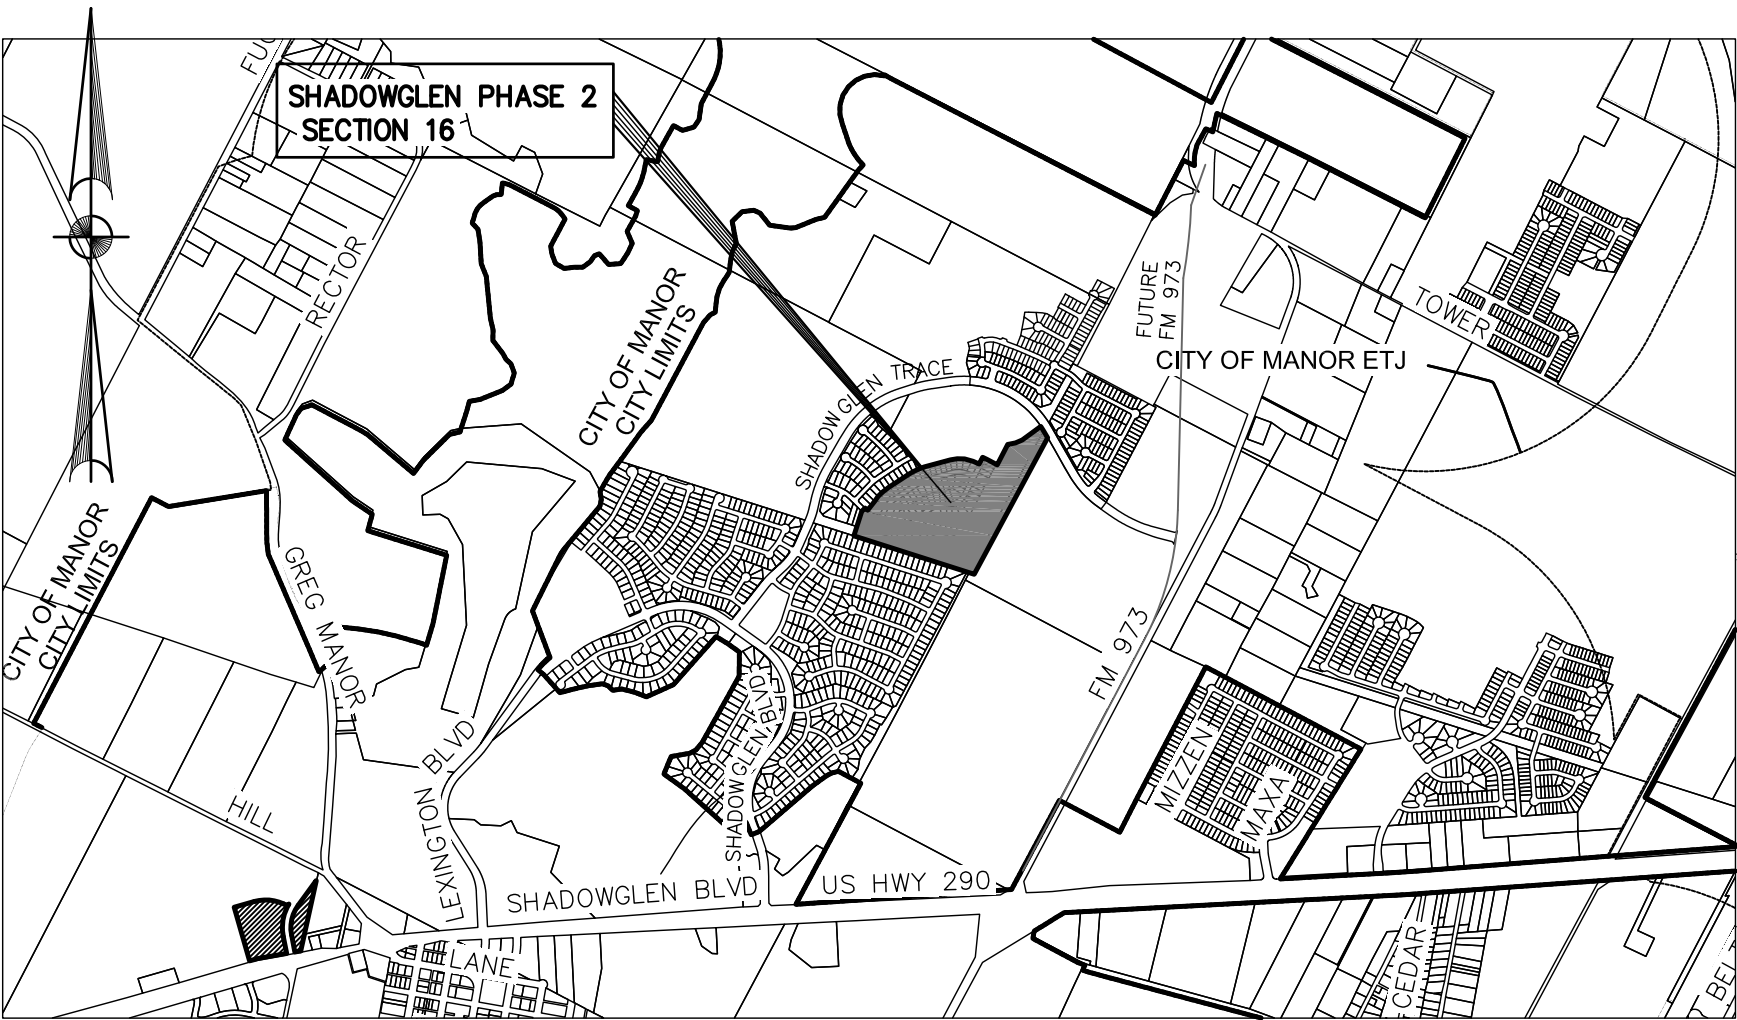 FU
SHADOWGLEN PHASE 2
SECTION 16
RECTOR
CITY OF MANOR
CITY LIMITS
FUTURE
FM 973
TOWER
CITY OF MANOR ETJ
SHADOWGLEN TRACE
CITY OF MANOR
CITY LIMITS
GREG MANOR
FM 973
SHADOWGLEN BLVD
LEXINGTON BLVD
MIZZEN
MAXA
HILL
SHADOWGLEN BLVD
US HWY 290
LANE
CEDAR
T BEL